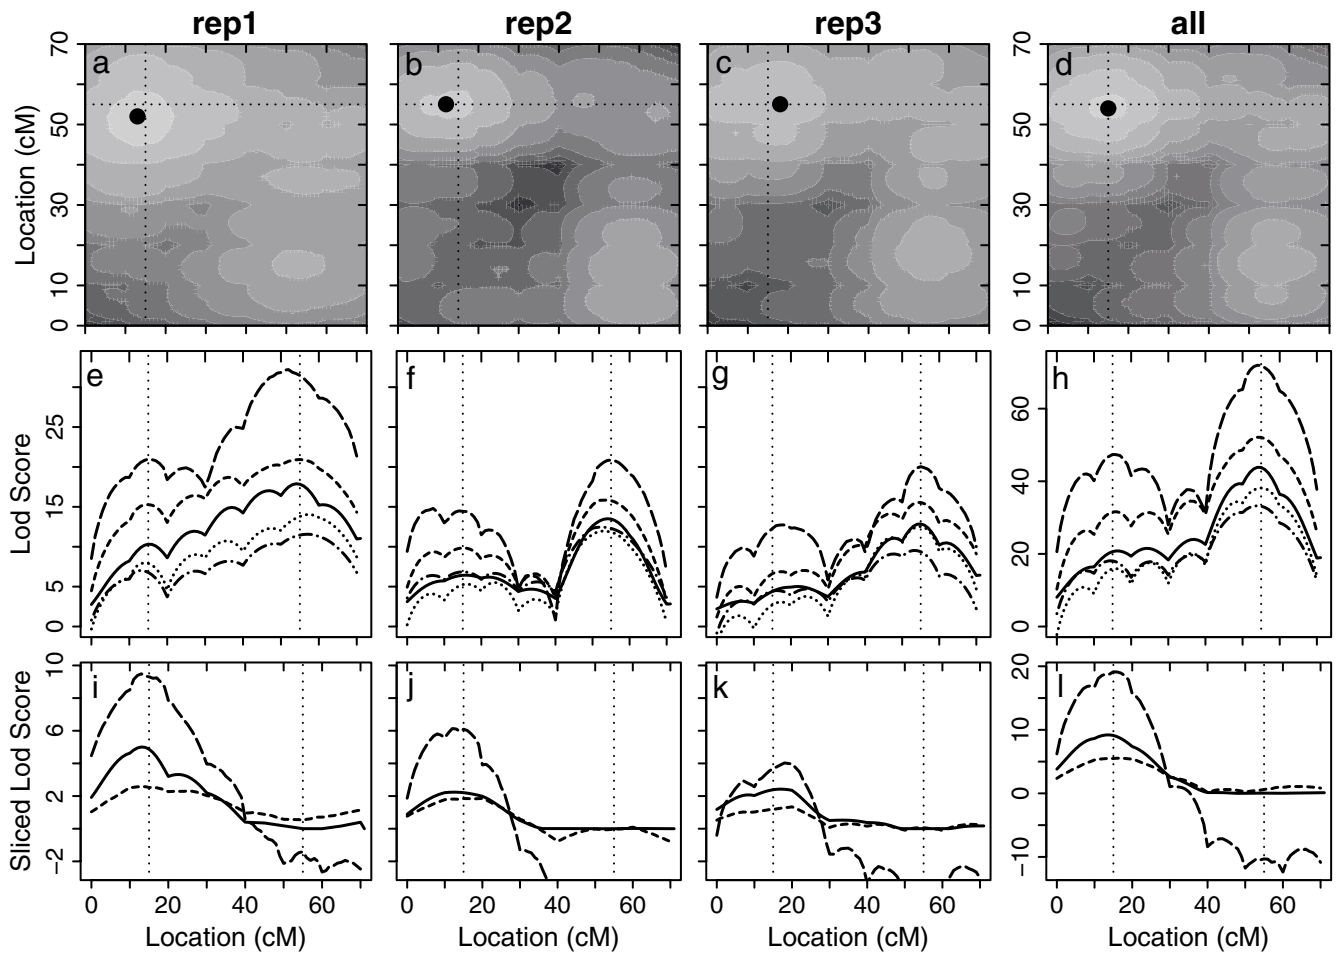 rep1 rep2 rep3 all
70
50
30
10
0
Location (cM)
a b c d
70
50
30
10
0
e f g h
25
15
5
0
60
40
20
0
Lod Score
i j k l
10
6
2
−2
20
10
0
−10
Sliced Lod Score
0 20 40 60 0 20 40 60 0 20 40 60 0 20 40 60
Location (cM) Location (cM) Location (cM) Location (cM)